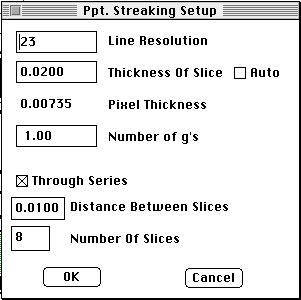 Ppt. Streaking Setup
23 Line Resolution
0.0200 Thickness Of Slice Auto
0.00735 Pixel Thickness
1.00 Number of g's
Through Series
0.0100 Distance Between Slices
8 Number Of Slices
OK Cancel